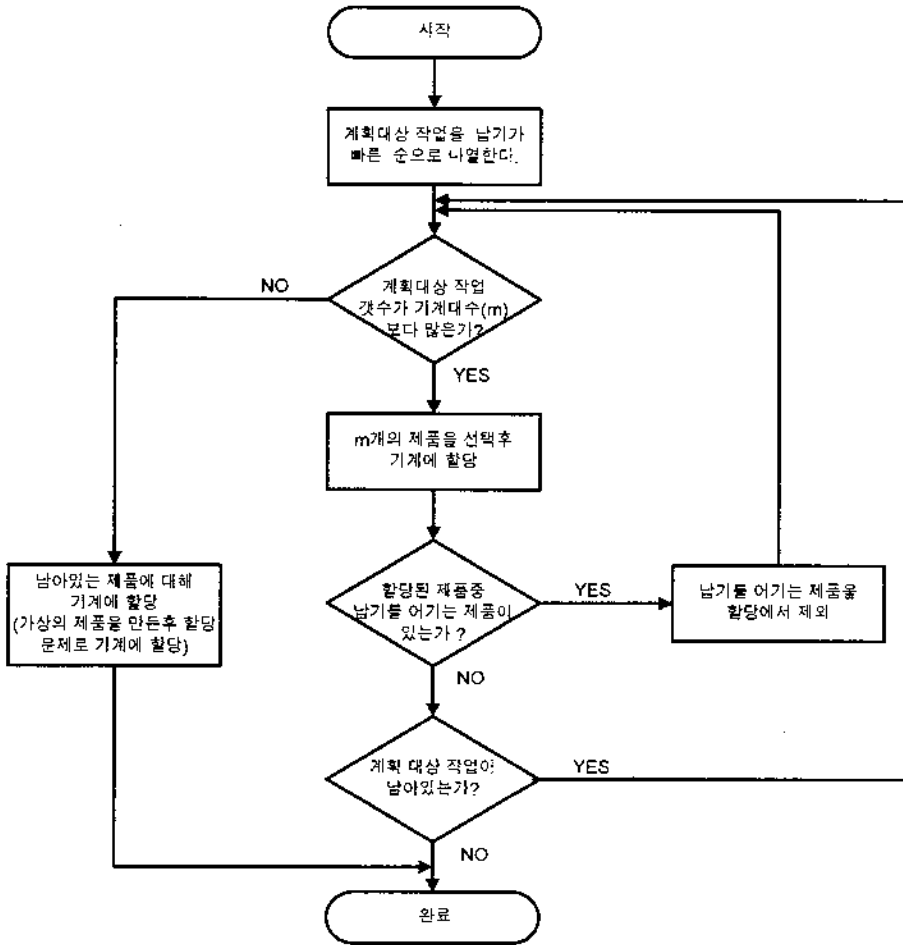 시작
계획대상 작업을 납기가
빠른 순으로 나열한다.
NO
계획대상 작업
갯수가 기계대수(m)
보다 많은가?
YES
m개의 제품을 선택후
기계에 할당
남아있는 제품에 대해
기계에 할당
(가상의 제품을 만든후 할당
문제로 기계에 할당)
할당된 제품중
납기를 어기는 제품이
있는가 ?
YES
납기를 어기는 제품을
할당에서 제외
NO
계획 대상 작업이
남아있는가?
YES
NO
완료